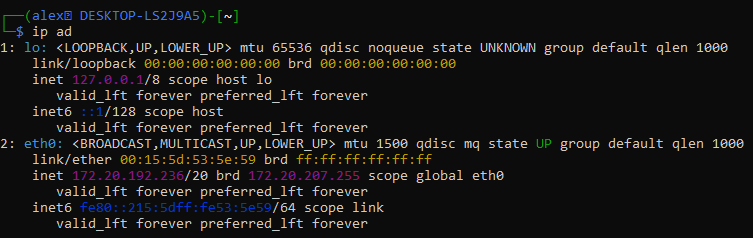 ┌──(alex㉿ DESKTOP-LS2J9A5)-[~]
└─$ ip ad
1: lo: <LOOPBACK,UP,LOWER_UP> mtu 65536 qdisc noqueue state UNKNOWN group default qlen 1000
    link/loopback 00:00:00:00:00:00 brd 00:00:00:00:00:00
    inet 127.0.0.1/8 scope host lo
       valid_lft forever preferred_lft forever
    inet6 ::1/128 scope host
       valid_lft forever preferred_lft forever
2: eth0: <BROADCAST,MULTICAST,UP,LOWER_UP> mtu 1500 qdisc mq state UP group default qlen 1000
    link/ether 00:15:5d:53:5e:59 brd ff:ff:ff:ff:ff:ff
    inet 172.20.192.236/20 brd 172.20.207.255 scope global eth0
       valid_lft forever preferred_lft forever
    inet6 fe80::215:5dff:fe53:5e59/64 scope link
       valid_lft forever preferred_lft forever